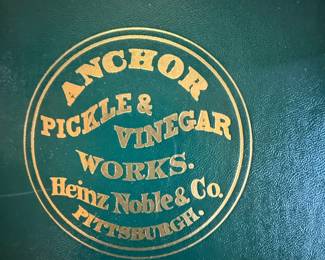 ANCHOR
PICKLE &
VINEGAR
WORKS.
Heinz Noble & Co.
PITTSBURGH.